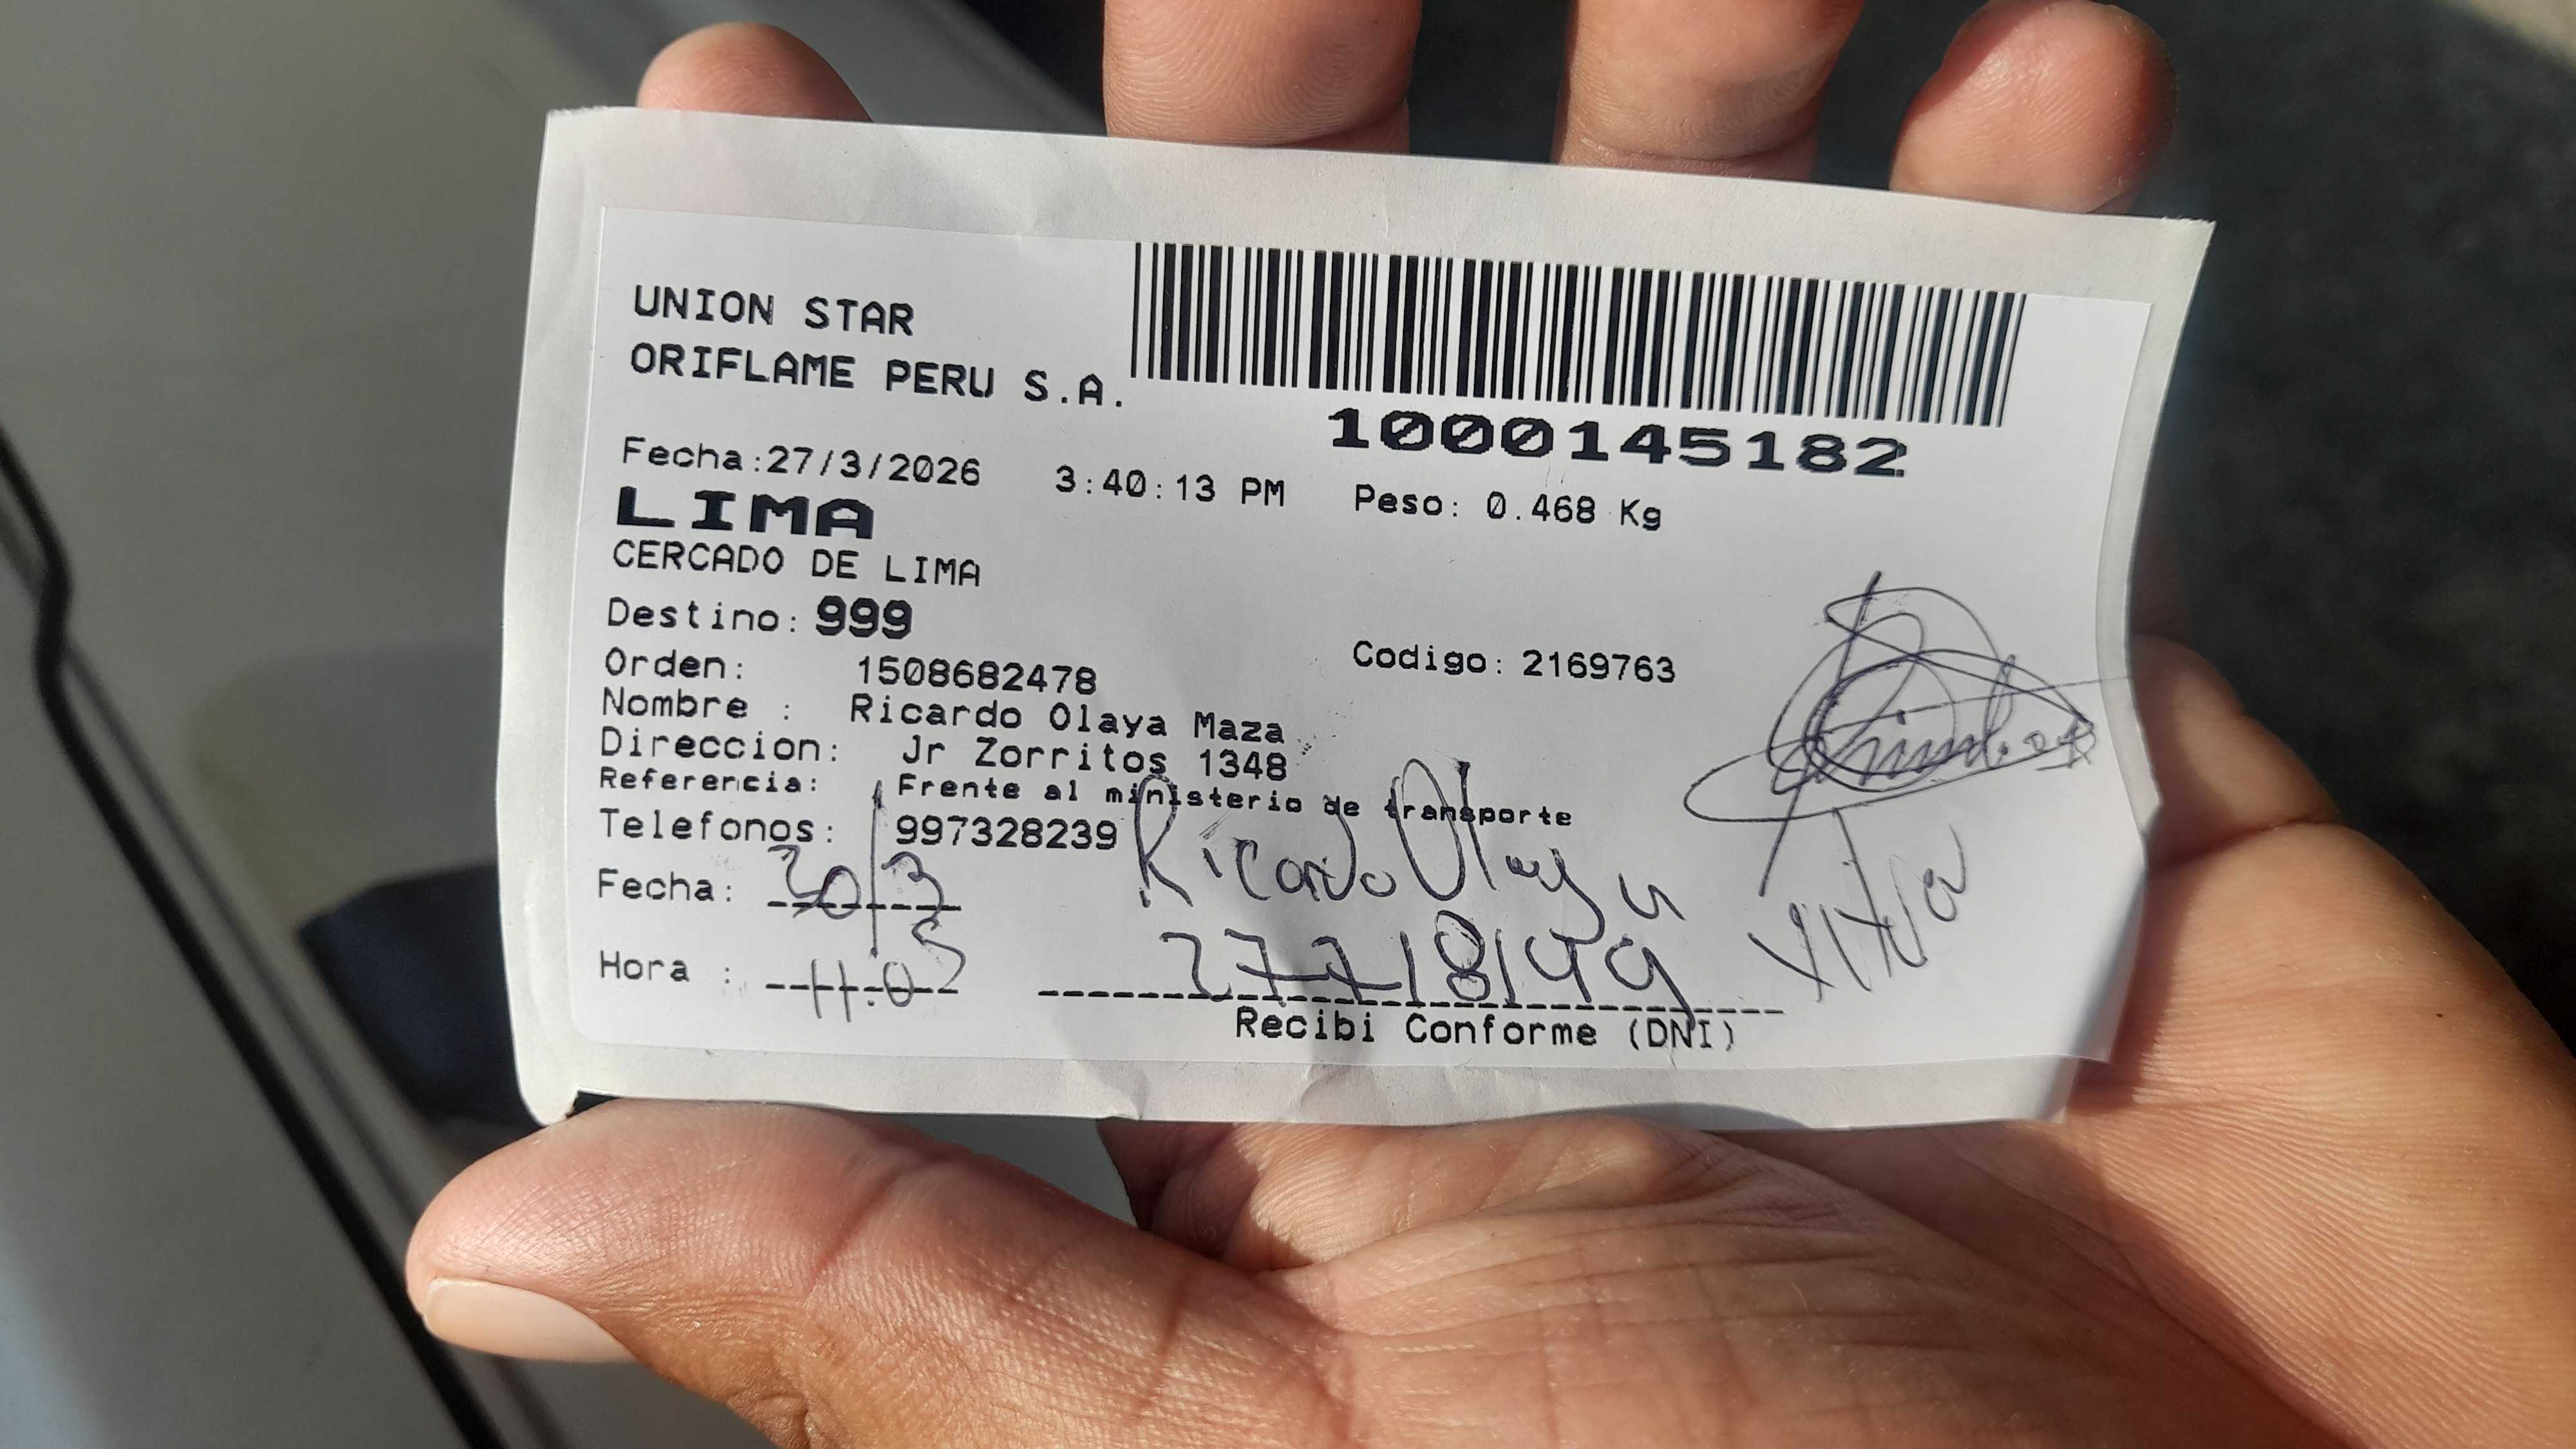 UNION STAR
ORIFLAME PERU S.A.
1000145182
Fecha:27/3/2026 3:40:13 PM Peso: 0.468 Kg
LIMA
CERCADO DE LIMA
Destino: 999
Orden: 1508682478 Codigo: 2169763
Nombre : Ricardo Olaya Maza
Direccion: Jr Zorritos 1348
Referencia: Frente al ministerio de transporte
Telefonos: 997328239
Ricardo Olaya
Fecha: 30/3
Hora : 11:05
27718149
Recibi Conforme (DNI)